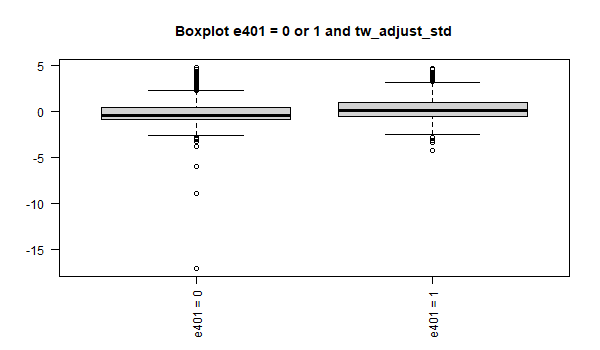 Boxplot e401 = 0 or 1 and tw_adjust_std
5
0
-5
-10
-15
e401 = 0
e401 = 1